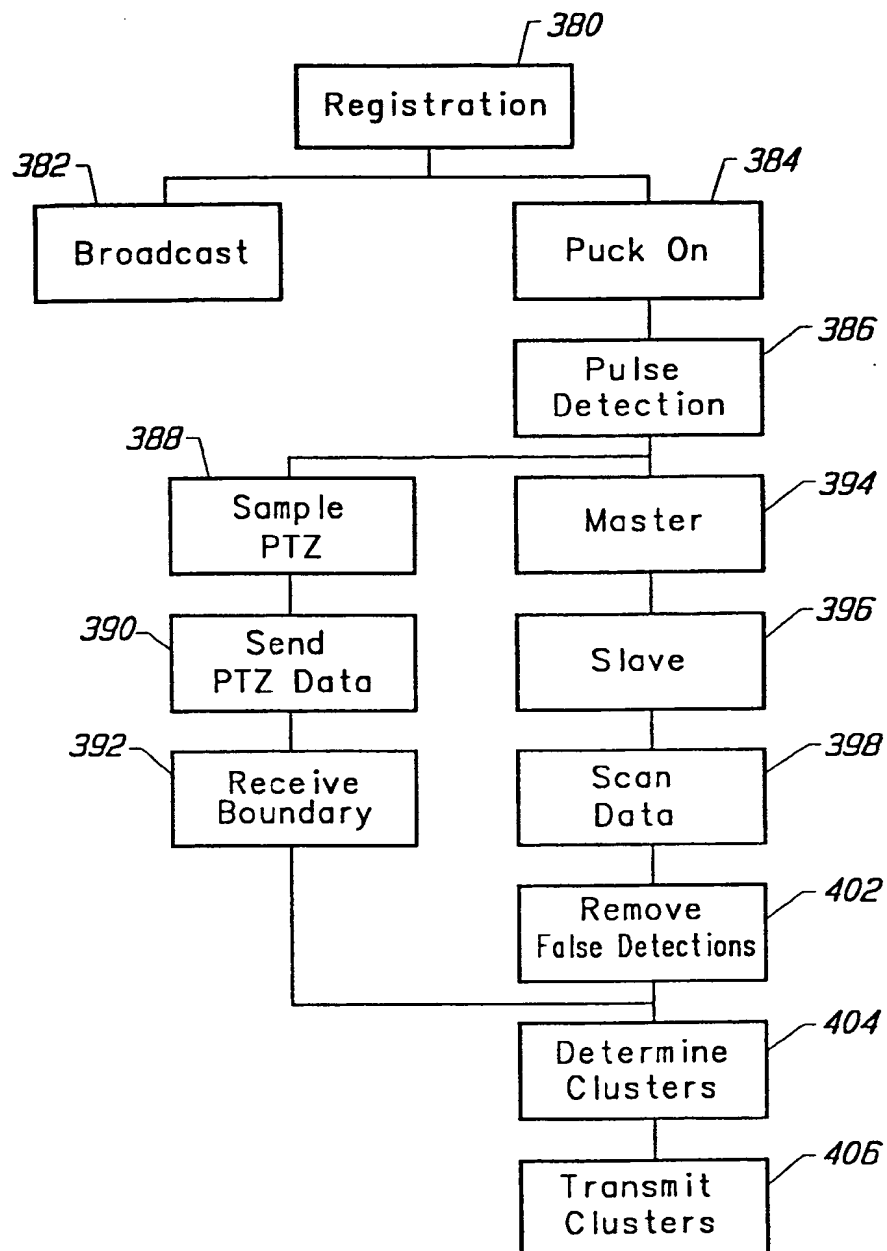 380
Registration
382
384
Broadcast
Puck On
386
Pulse
Detection
388
394
Sample
PTZ
Master
390
396
Send
PTZ Data
Slave
392
398
Receive
Boundary
Scan
Data
402
Remove
False Detections
404
Determine
Clusters
406
Transmit
Clusters